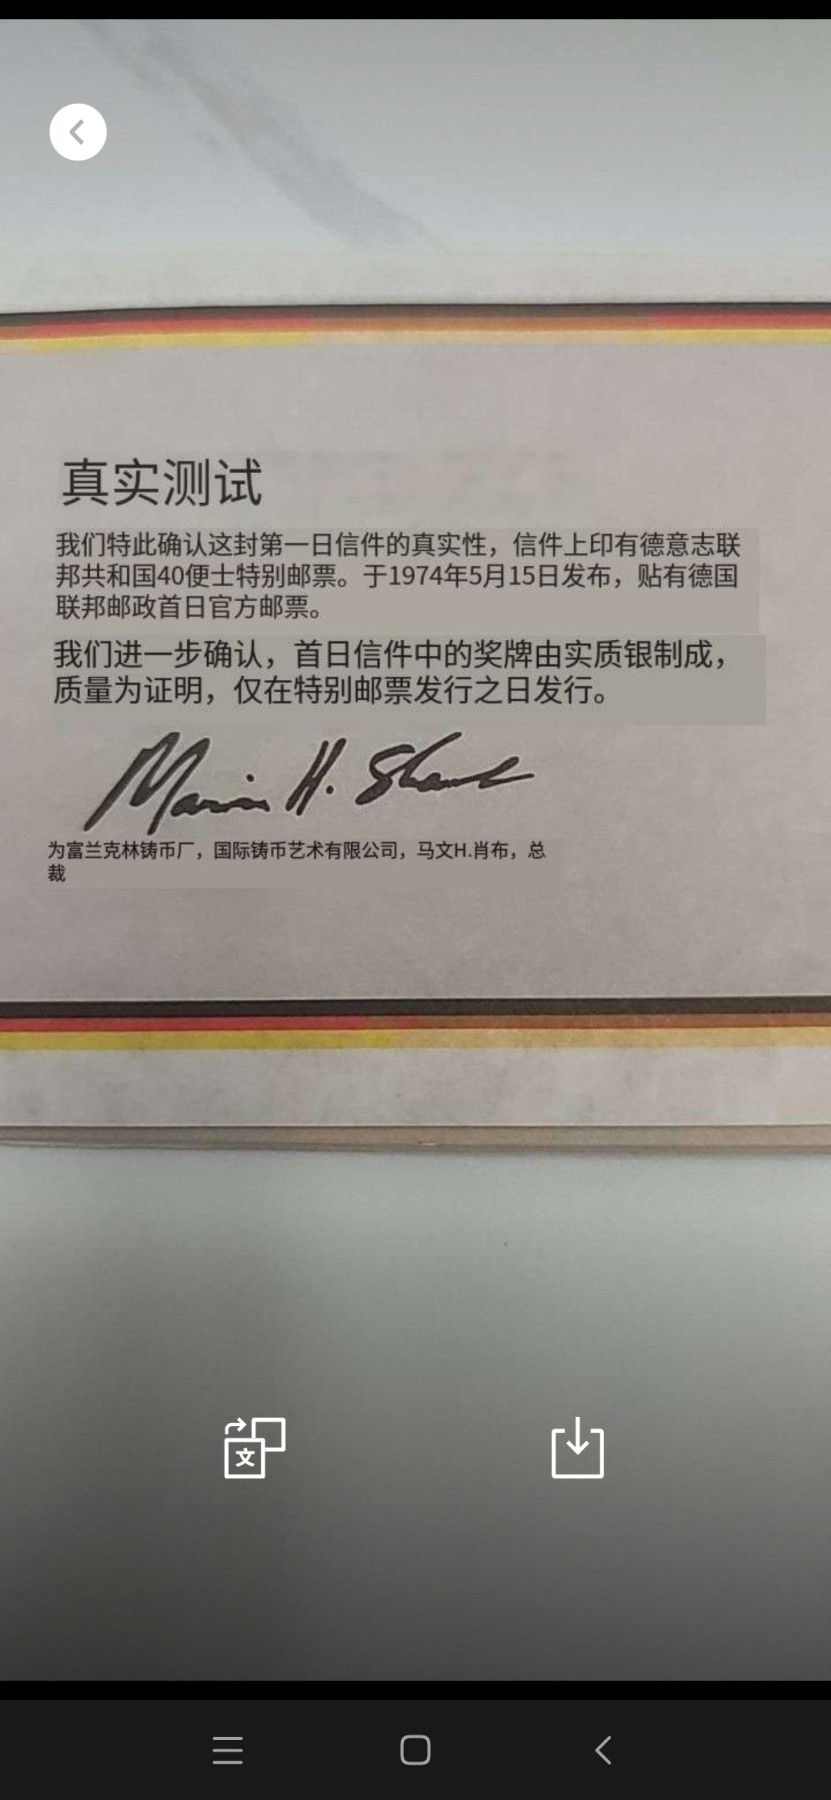 真实测试
我们特此确认这封第一日信件的真实性，信件上印有德意志联
邦共和国40便士特别邮票。于1974年5月15日发布，贴有德国
联邦邮政首日官方邮票。
我们进一步确认，首日信件中的奖牌由实质银制成，
质量为证明，仅在特别邮票发行之日发行。
Marvin H. Shaub
为富兰克林铸币厂，国际铸币艺术有限公司，马文H.肖布，总
裁
文